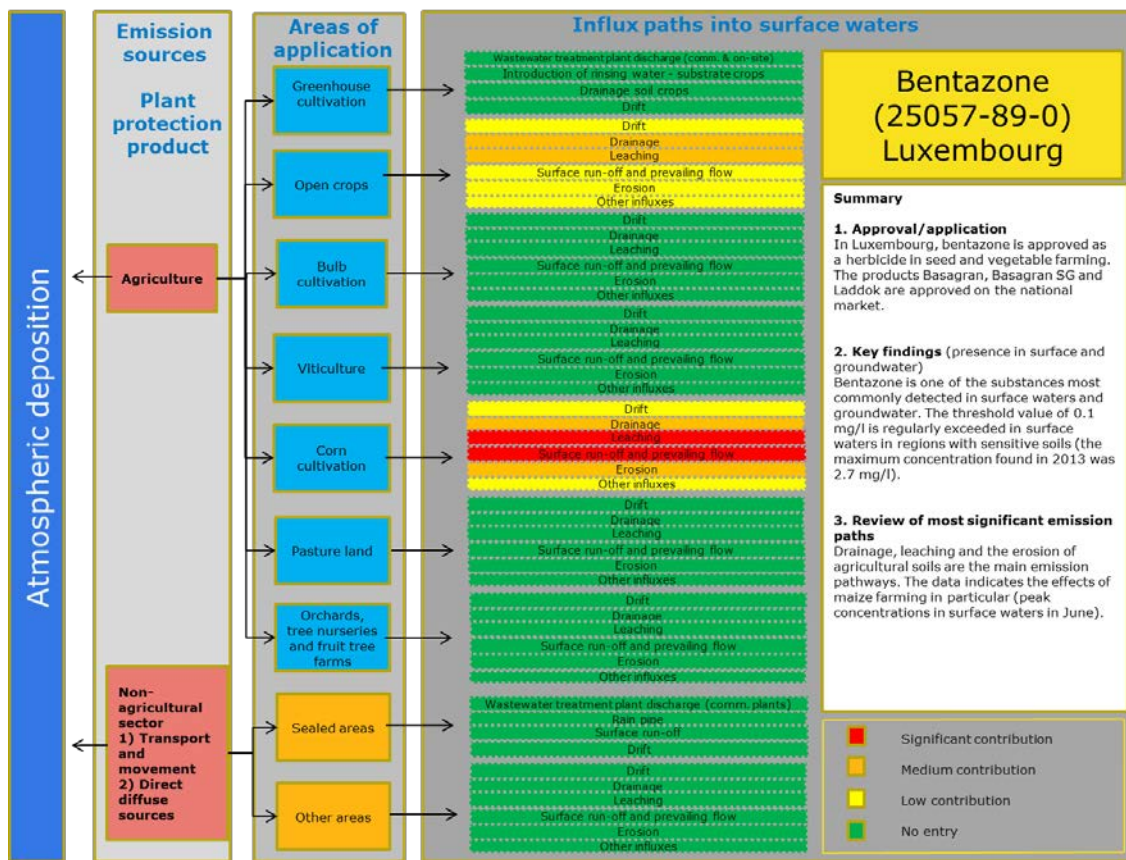 Atmospheric deposition
Emission
sources
Plant
protection
product
Agriculture
Non-
agricultural
sector
1) Transport
and
movement
2) Direct
diffuse
sources
Areas of
application
Greenhouse
cultivation
Open crops
Bulb
cultivation
Viticulture
Corn
cultivation
Pasture land
Orchards,
tree nurseries
and fruit tree
farms
Sealed areas
Other areas
Influx paths into surface waters
Wastewater treatment plant discharge (comm. & on-site)
Introduction of rinsing water - substrate crops
Drainage soil crops
Drift
Drift
Drainage
Leaching
Surface run-off and prevailing flow
Erosion
Other influxes
Drift
Drainage
Leaching
Surface run-off and prevailing flow
Erosion
Other influxes
Drift
Drainage
Leaching
Surface run-off and prevailing flow
Erosion
Other influxes
Drift
Drainage
Leaching
Surface run-off and prevailing flow
Erosion
Other influxes
Drift
Drainage
Leaching
Surface run-off and prevailing flow
Erosion
Other influxes
Drift
Drainage
Leaching
Surface run-off and prevailing flow
Erosion
Other influxes
Wastewater treatment plant discharge (comm. plants)
Rain pipe
Surface run-off
Drift
Drift
Drainage
Leaching
Surface run-off and prevailing flow
Erosion
Other influxes
Bentazone
(25057-89-0)
Luxembourg
Summary
1. Approval/application
In Luxembourg, bentazone is approved as
a herbicide in seed and vegetable farming.
The products Basagran, Basagran SG and
Laddok are approved on the national
market.
2. Key findings (presence in surface and
groundwater)
Bentazone is one of the substances most
commonly detected in surface waters and
groundwater. The threshold value of 0.1
mg/l is regularly exceeded in surface
waters in regions with sensitive soils (the
maximum concentration found in 2013 was
2.7 mg/l).
3. Review of most significant emission
paths
Drainage, leaching and the erosion of
agricultural soils are the main emission
pathways. The data indicates the effects of
maize farming in particular (peak
concentrations in surface waters in June).
Significant contribution
Medium contribution
Low contribution
No entry